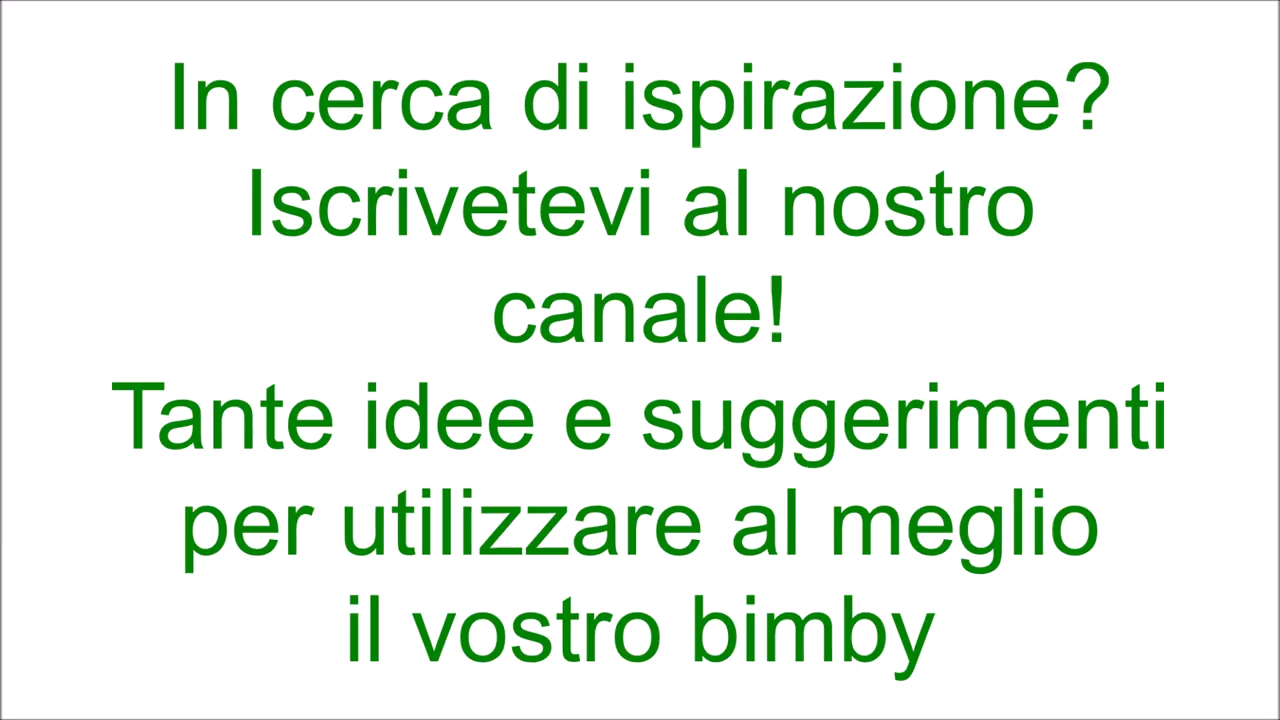 In cerca di ispirazione?
Iscrivetevi al nostro
canale!
Tante idee e suggerimenti
per utilizzare al meglio
il vostro bimby